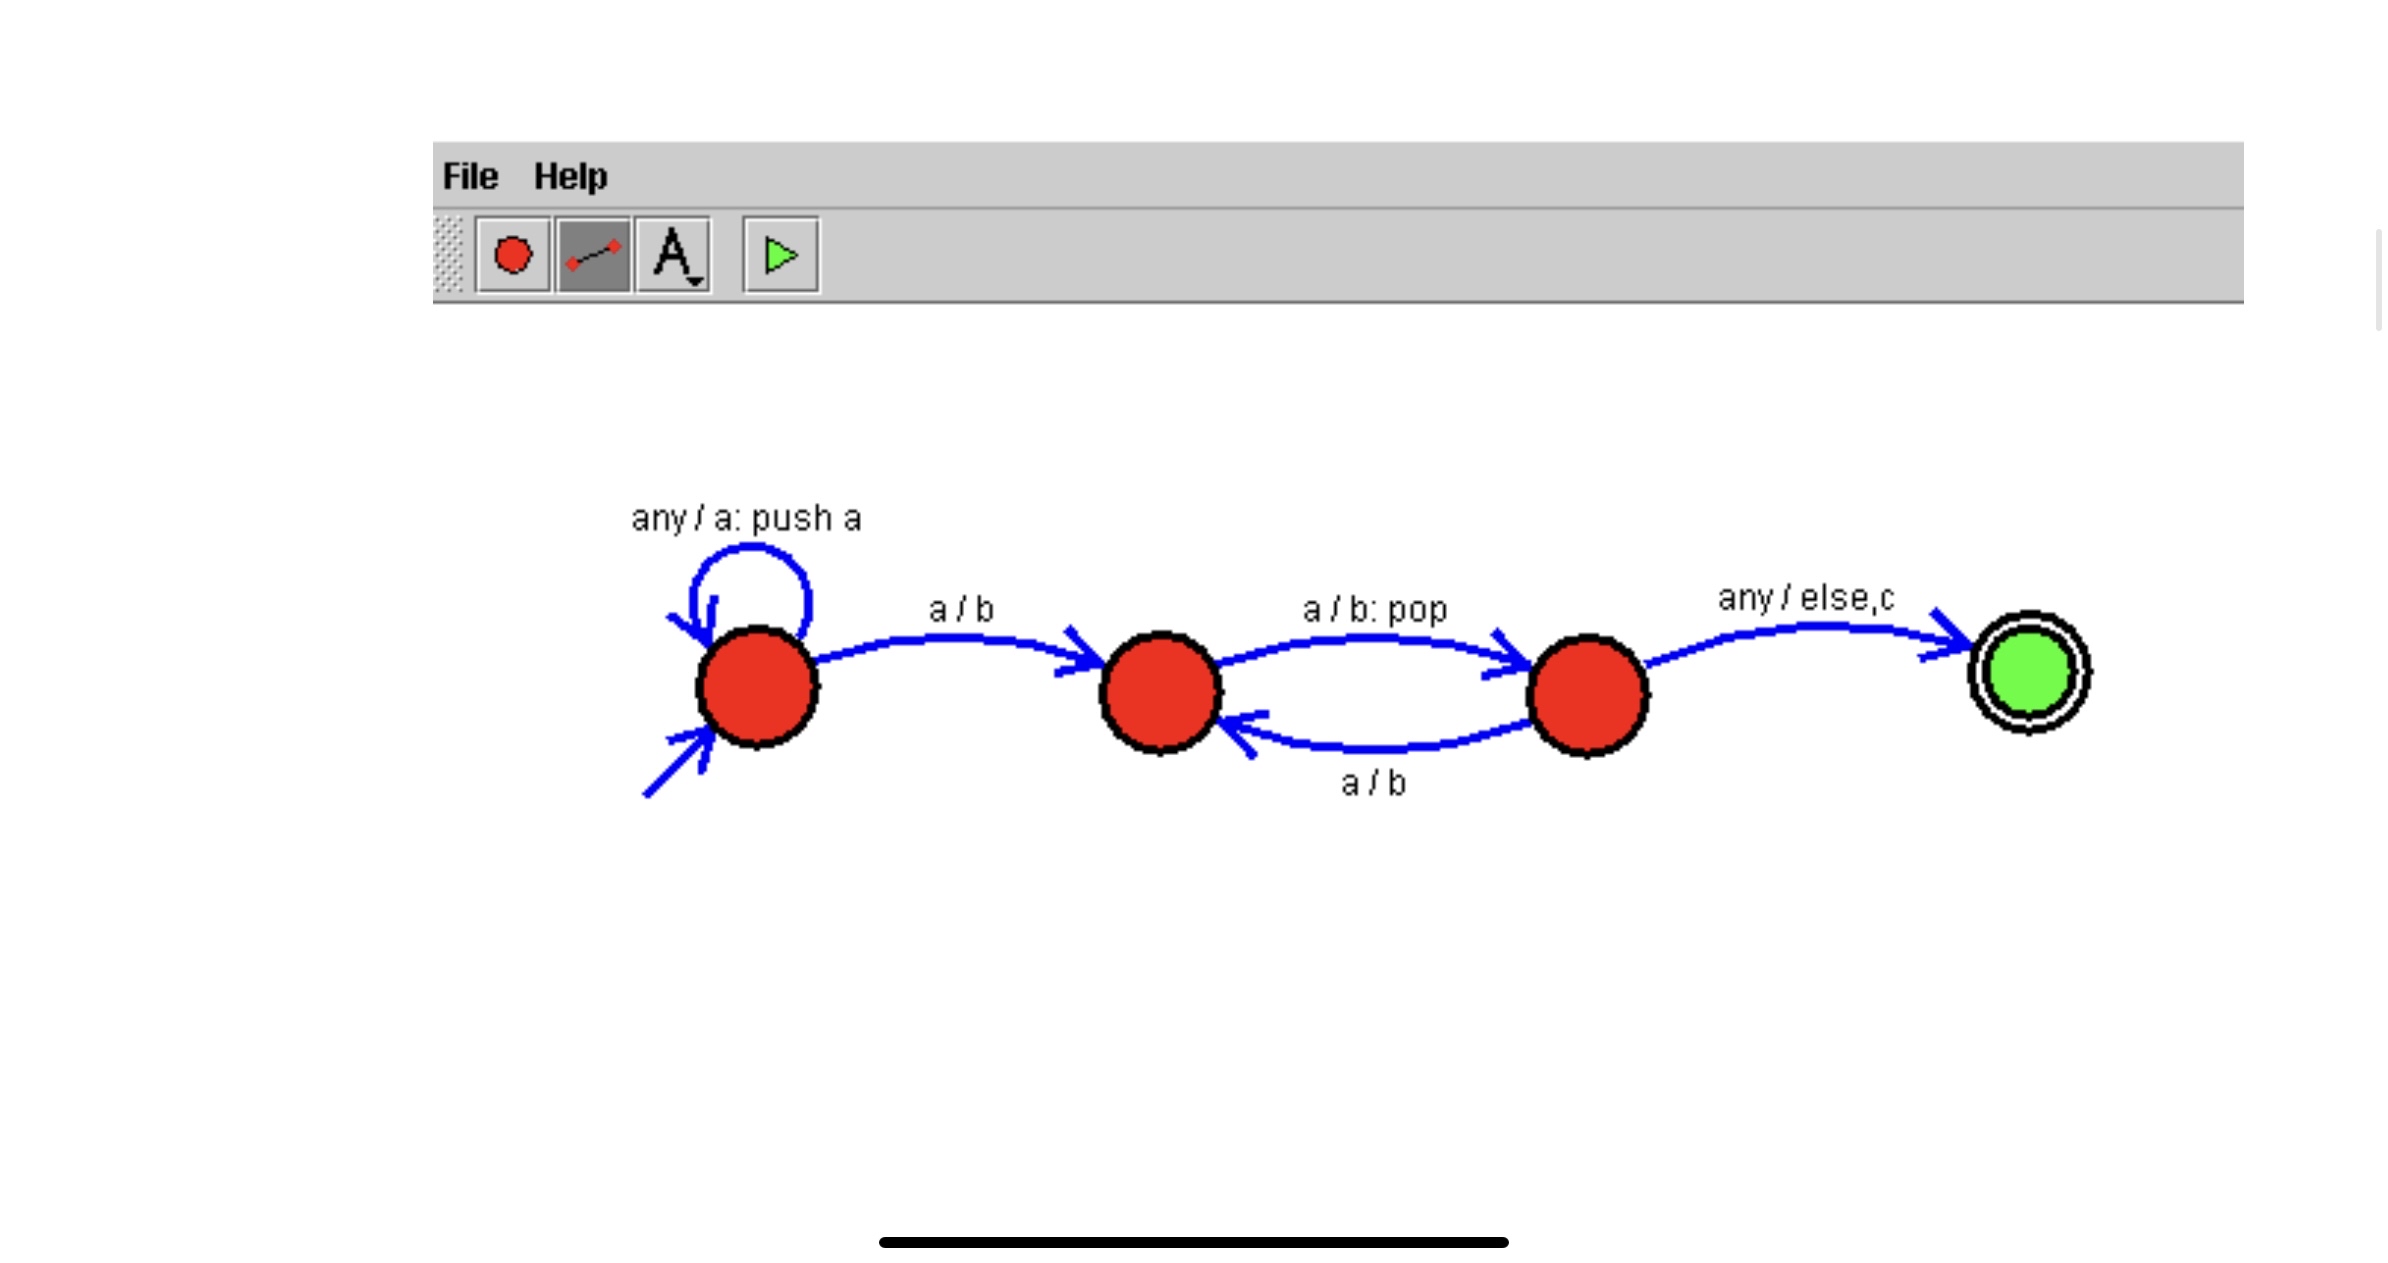 File Help
A
any / a: push a
a / b
a / b: pop
any / else,c
a / b